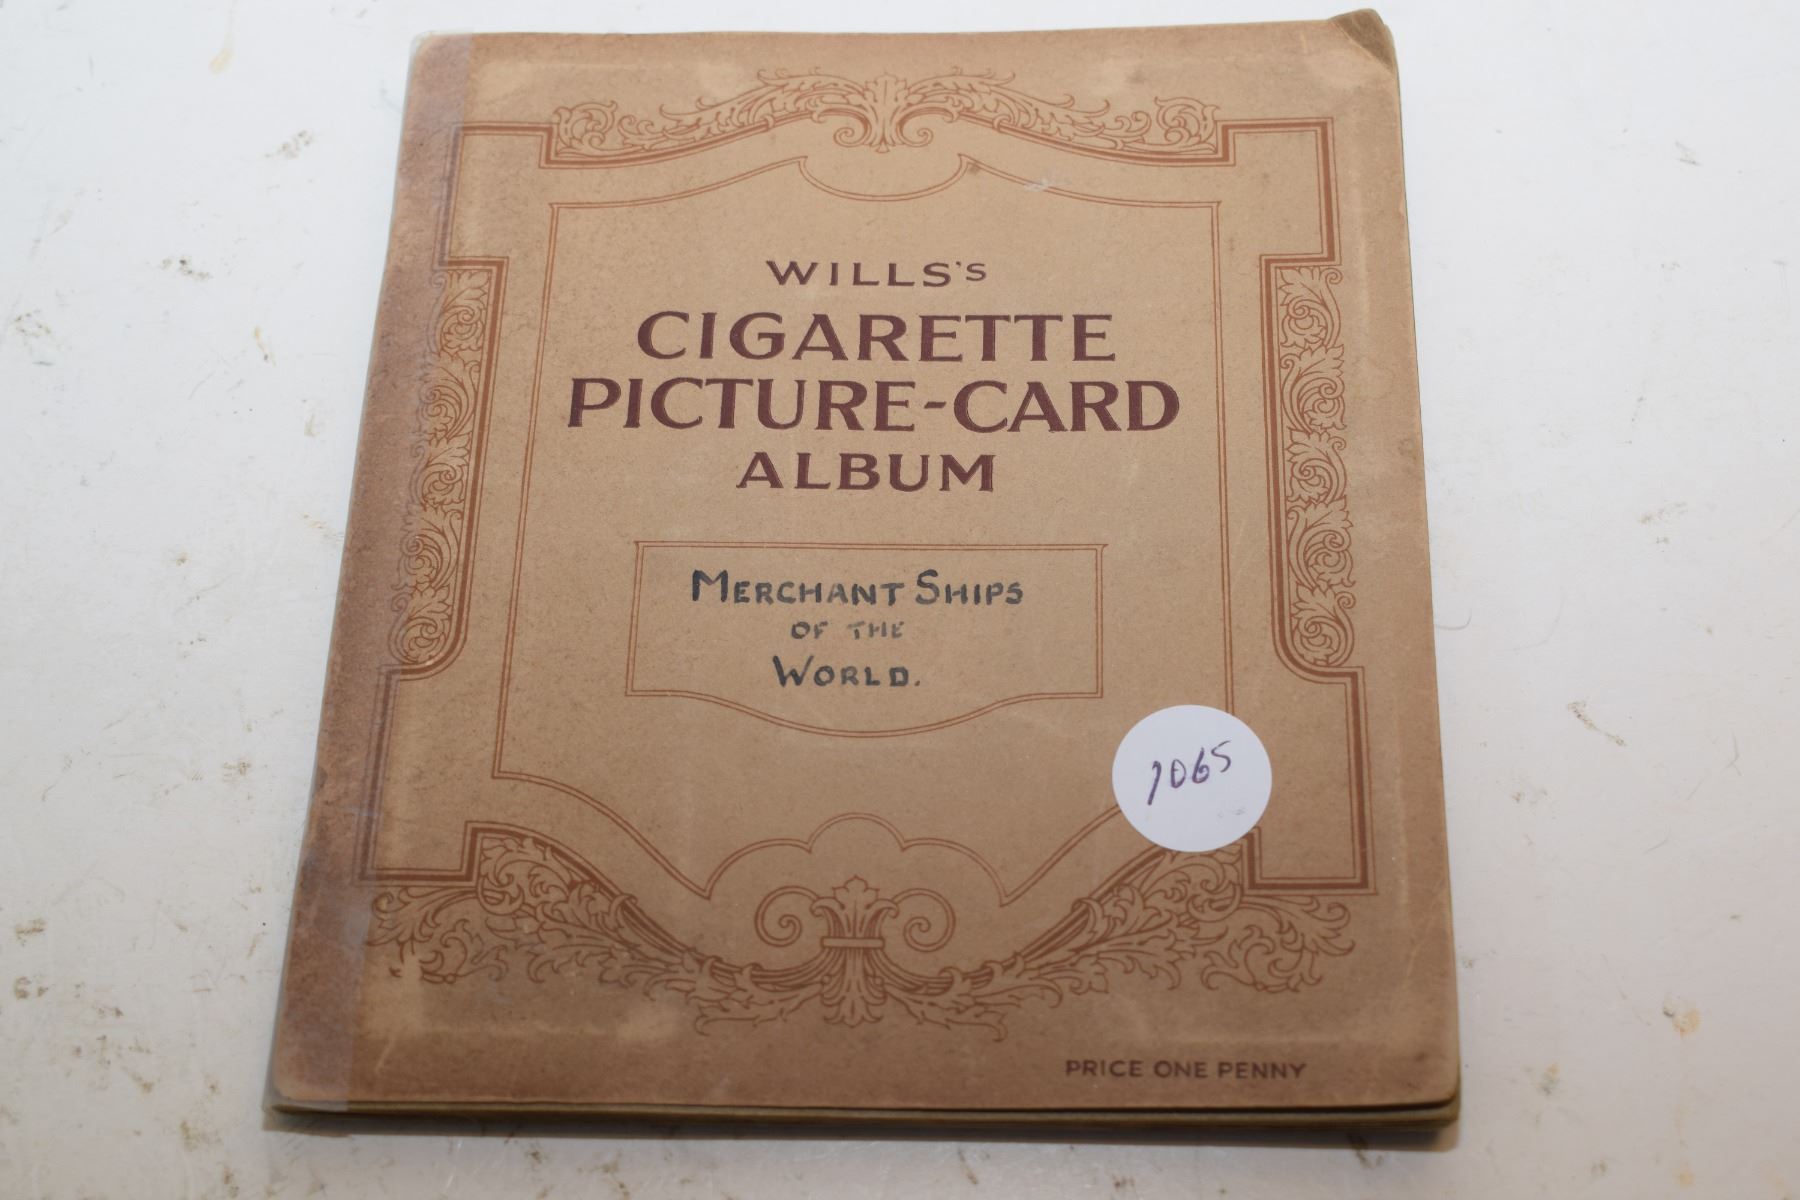 WILLS'S
CIGARETTE
PICTURE-CARD
ALBUM
MERCHANT SHIPS
OF THE
WORLD.
1065
PRICE ONE PENNY